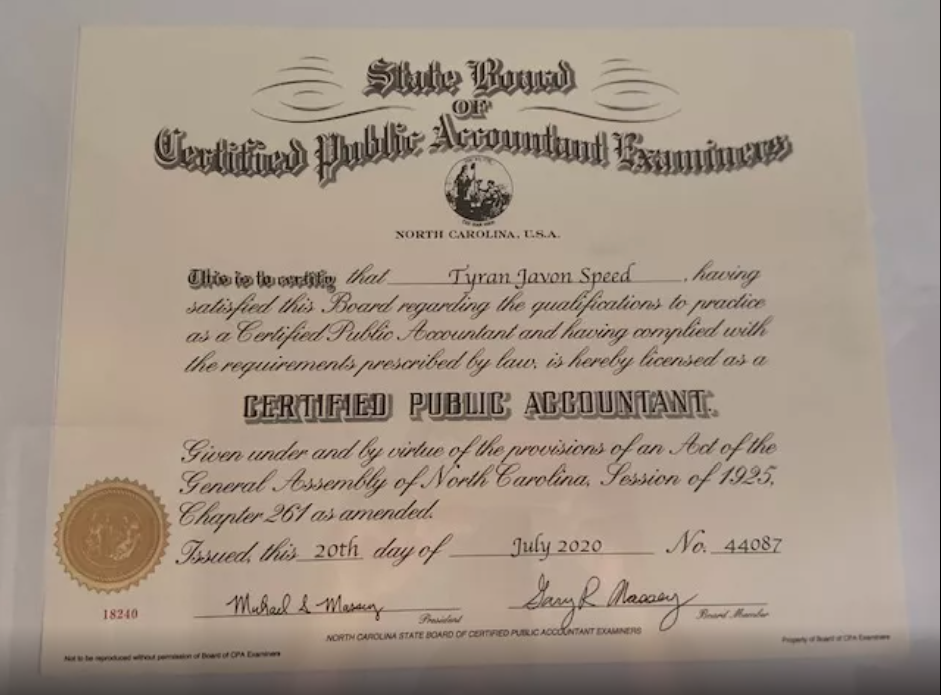 State Board
OF
Certified Public Accountant Examiners
NORTH CAROLINA, U.S.A.
This is to certify that Tyran Javon Speed, having
satisfied this Board regarding the qualifications to practice
as a Certified Public Accountant and having complied with
the requirements prescribed by law, is hereby licensed as a
CERTIFIED PUBLIC ACCOUNTANT.
Given under and by virtue of the provisions of an Act of the
General Assembly of North Carolina, Session of 1925,
Chapter 261 as amended.
Issued, this 20th day of July 2020 No. 44087
18240
Michael S Massey Gary R Massey
President Board Member
NORTH CAROLINA STATE BOARD OF CERTIFIED PUBLIC ACCOUNTANT EXAMINERS
Not to be reproduced without permission of Board of CPA Examiners
Property of Board of CPA Examiners